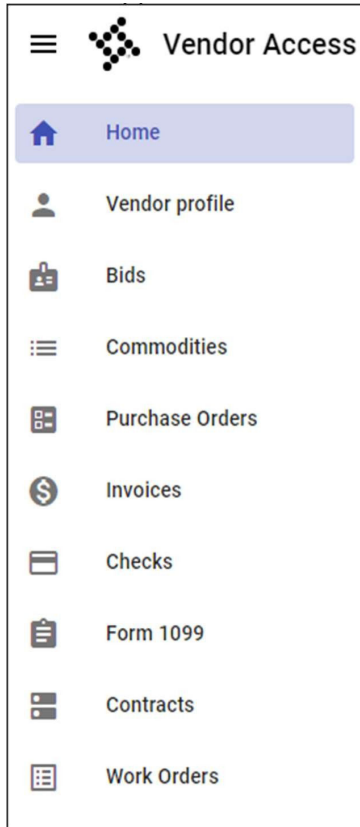 Vendor Access
Home
Vendor profile
Bids
Commodities
Purchase Orders
Invoices
Checks
Form 1099
Contracts
Work Orders